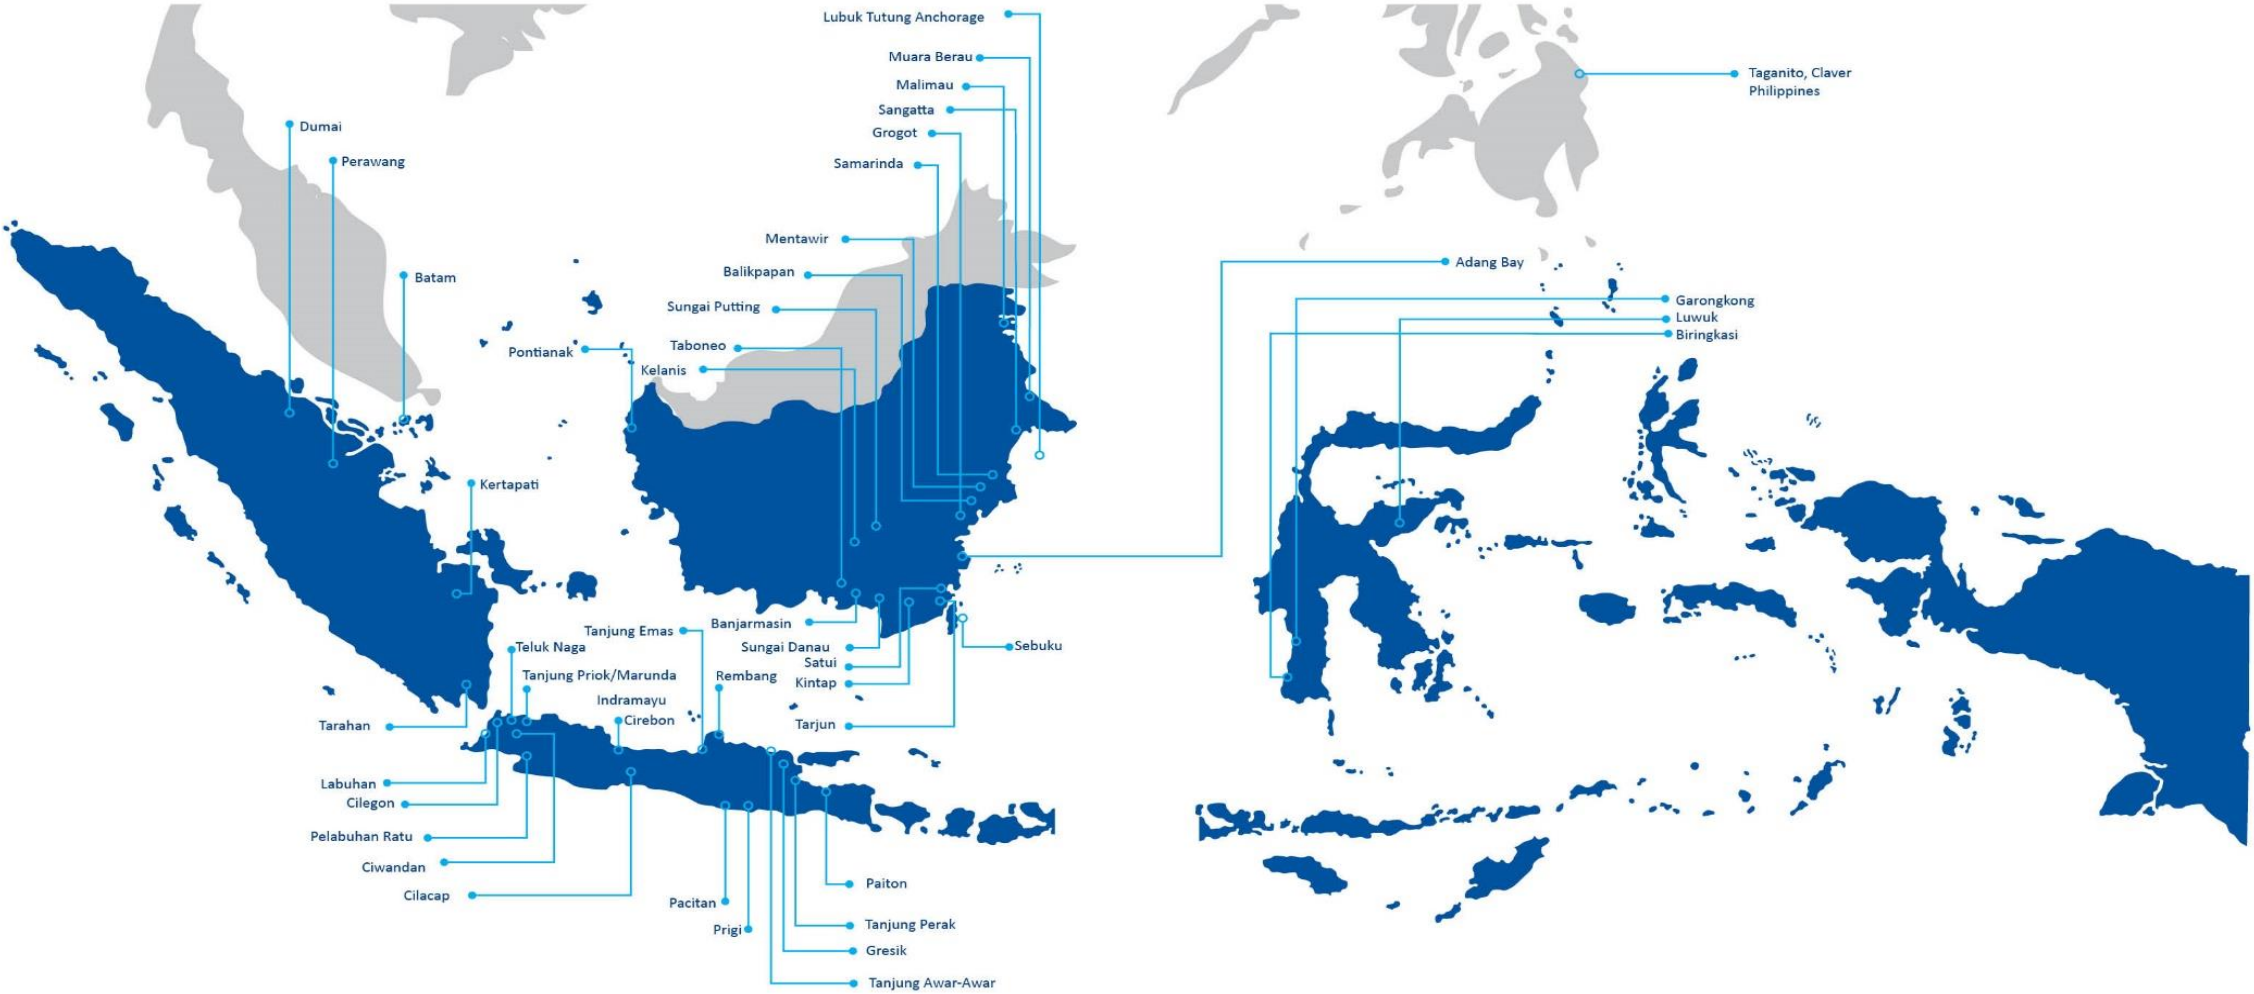 Lubuk Tutung Anchorage
Muara Berau
Malimau
Sangatta
Grogot
Samarinda
Mentawir
Balikpapan
Sungai Putting
Taboneo
Kelanis
Pontianak
Dumai
Perawang
Batam
Kertapati
Taganito, Claver
Philippines
Adang Bay
Garongkong
Luwuk
Biringkasi
Tanjung Emas
Banjarmasin
Sungai Danau
Satui
Kintap
Tarjun
Sebuku
Teluk Naga
Tanjung Priok/Marunda
Indramayu
Cirebon
Rembang
Tarahan
Labuhan
Cilegon
Pelabuhan Ratu
Ciwandan
Cilacap
Pacitan
Prigi
Paiton
Tanjung Perak
Gresik
Tanjung Awar-Awar